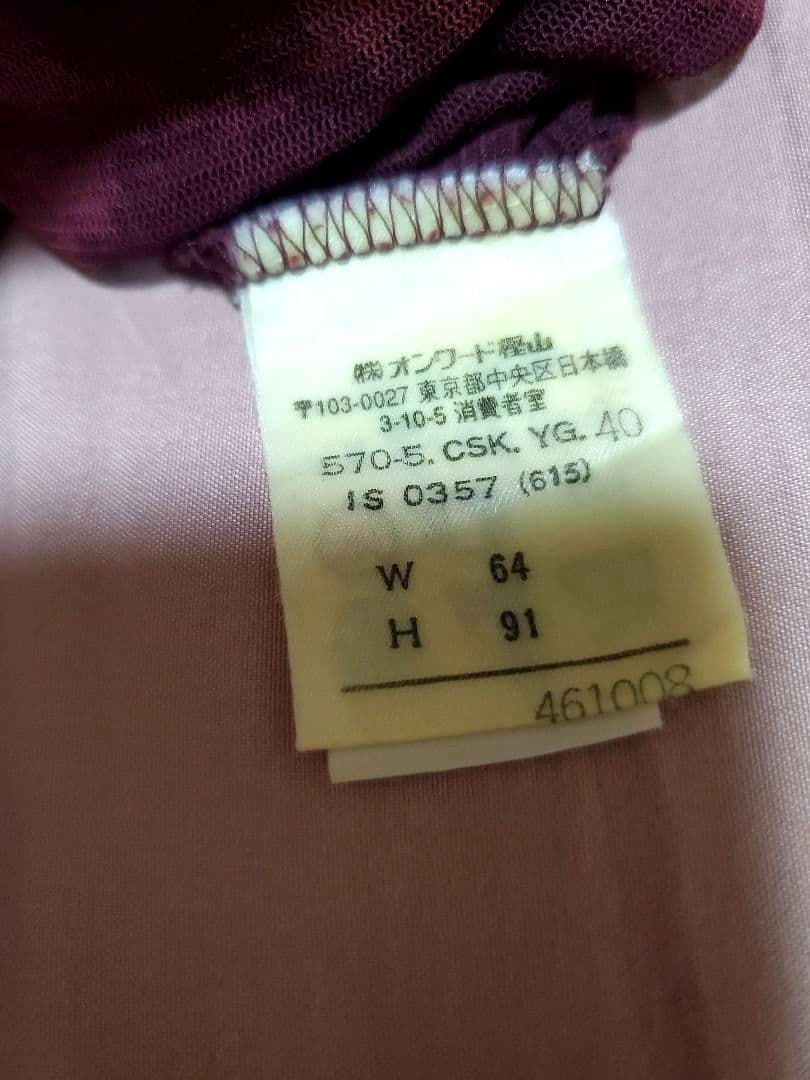 ㈱オンワード樫山
〒103-0027 東京都中央区日本橋
3-10-5 消費者室
570-5. CSK. YG. 40
IS 0357 (615)
W 64
H 91
461008